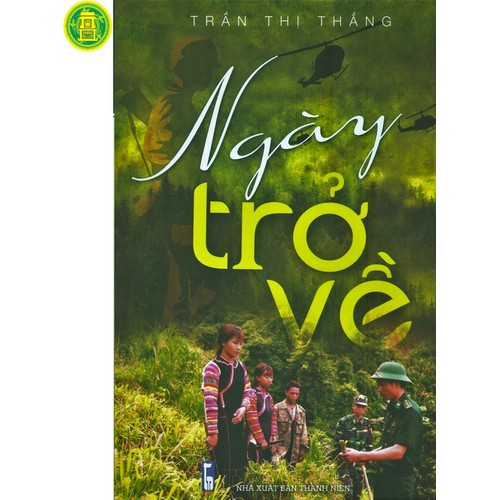 TRẦN THỊ THẮNG
Ngày
trở
về
NHÀ XUẤT BẢN THANH NIÊN